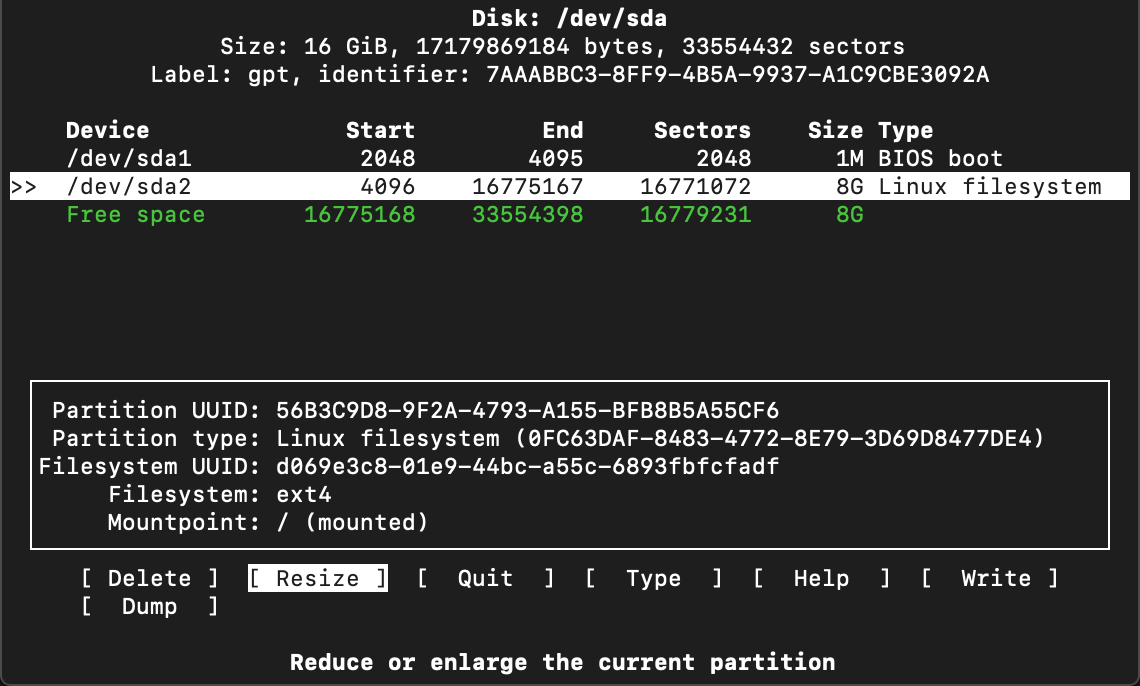 Disk: /dev/sda
Size: 16 GiB, 17179869184 bytes, 33554432 sectors
Label: gpt, identifier: 7AAABBC3-8FF9-4B5A-9937-A1C9CBE3092A
Device Start End Sectors Size Type
/dev/sda1 2048 4095 2048 1M BIOS boot
>> /dev/sda2 4096 16775167 16771072 8G Linux filesystem
Free space 16775168 33554398 16779231 8G
Partition UUID: 56B3C9D8-9F2A-4793-A155-BFB8B5A55CF6
Partition type: Linux filesystem (0FC63DAF-8483-4772-8E79-3D69D8477DE4)
Filesystem UUID: d069e3c8-01e9-44bc-a55c-6893fbfcfadf
Filesystem: ext4
Mountpoint: / (mounted)
[ Delete ] [ Resize ] [ Quit ] [ Type ] [ Help ] [ Write ]
[ Dump ]
Reduce or enlarge the current partition